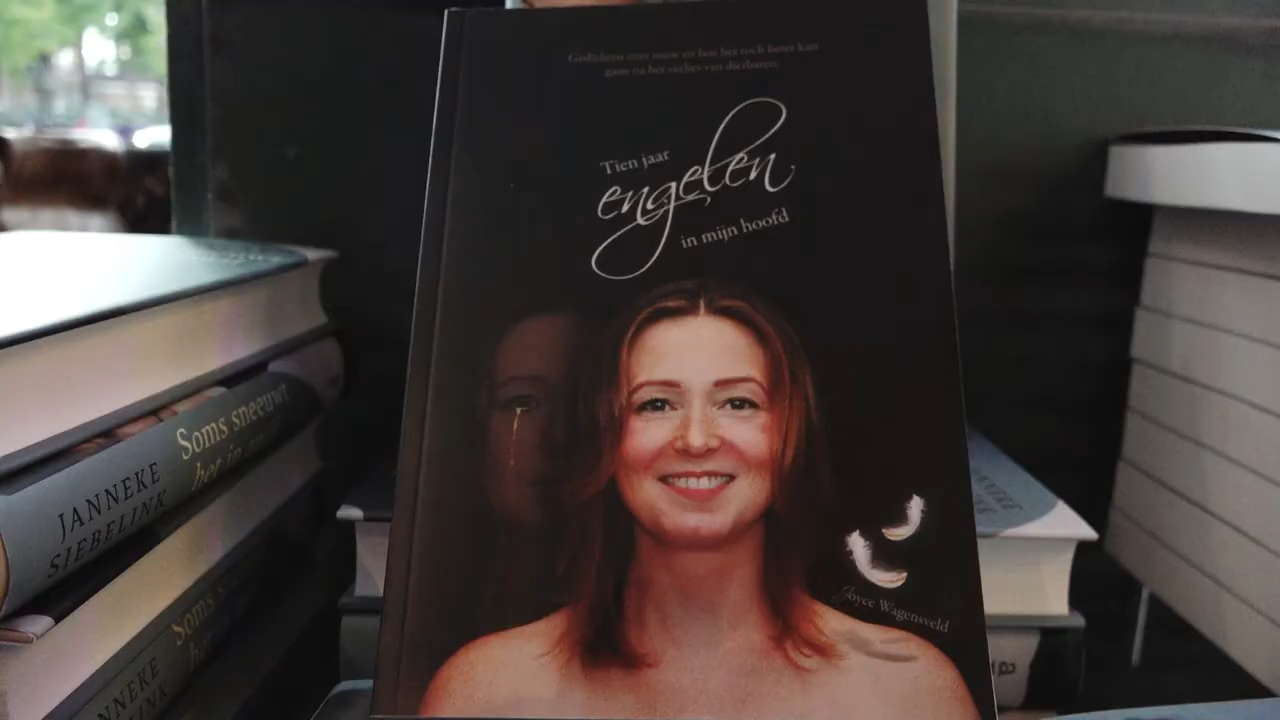 Gedichten over rouw en hoe het toch beter kan
gaan na het verlies van dierbaren.
Tien jaar
engelen
in mijn hoofd
Joyce Wagensveld
JANNEKE
SIEBELINK
Soms sneeuwt
het in
Soms
JANNEKE